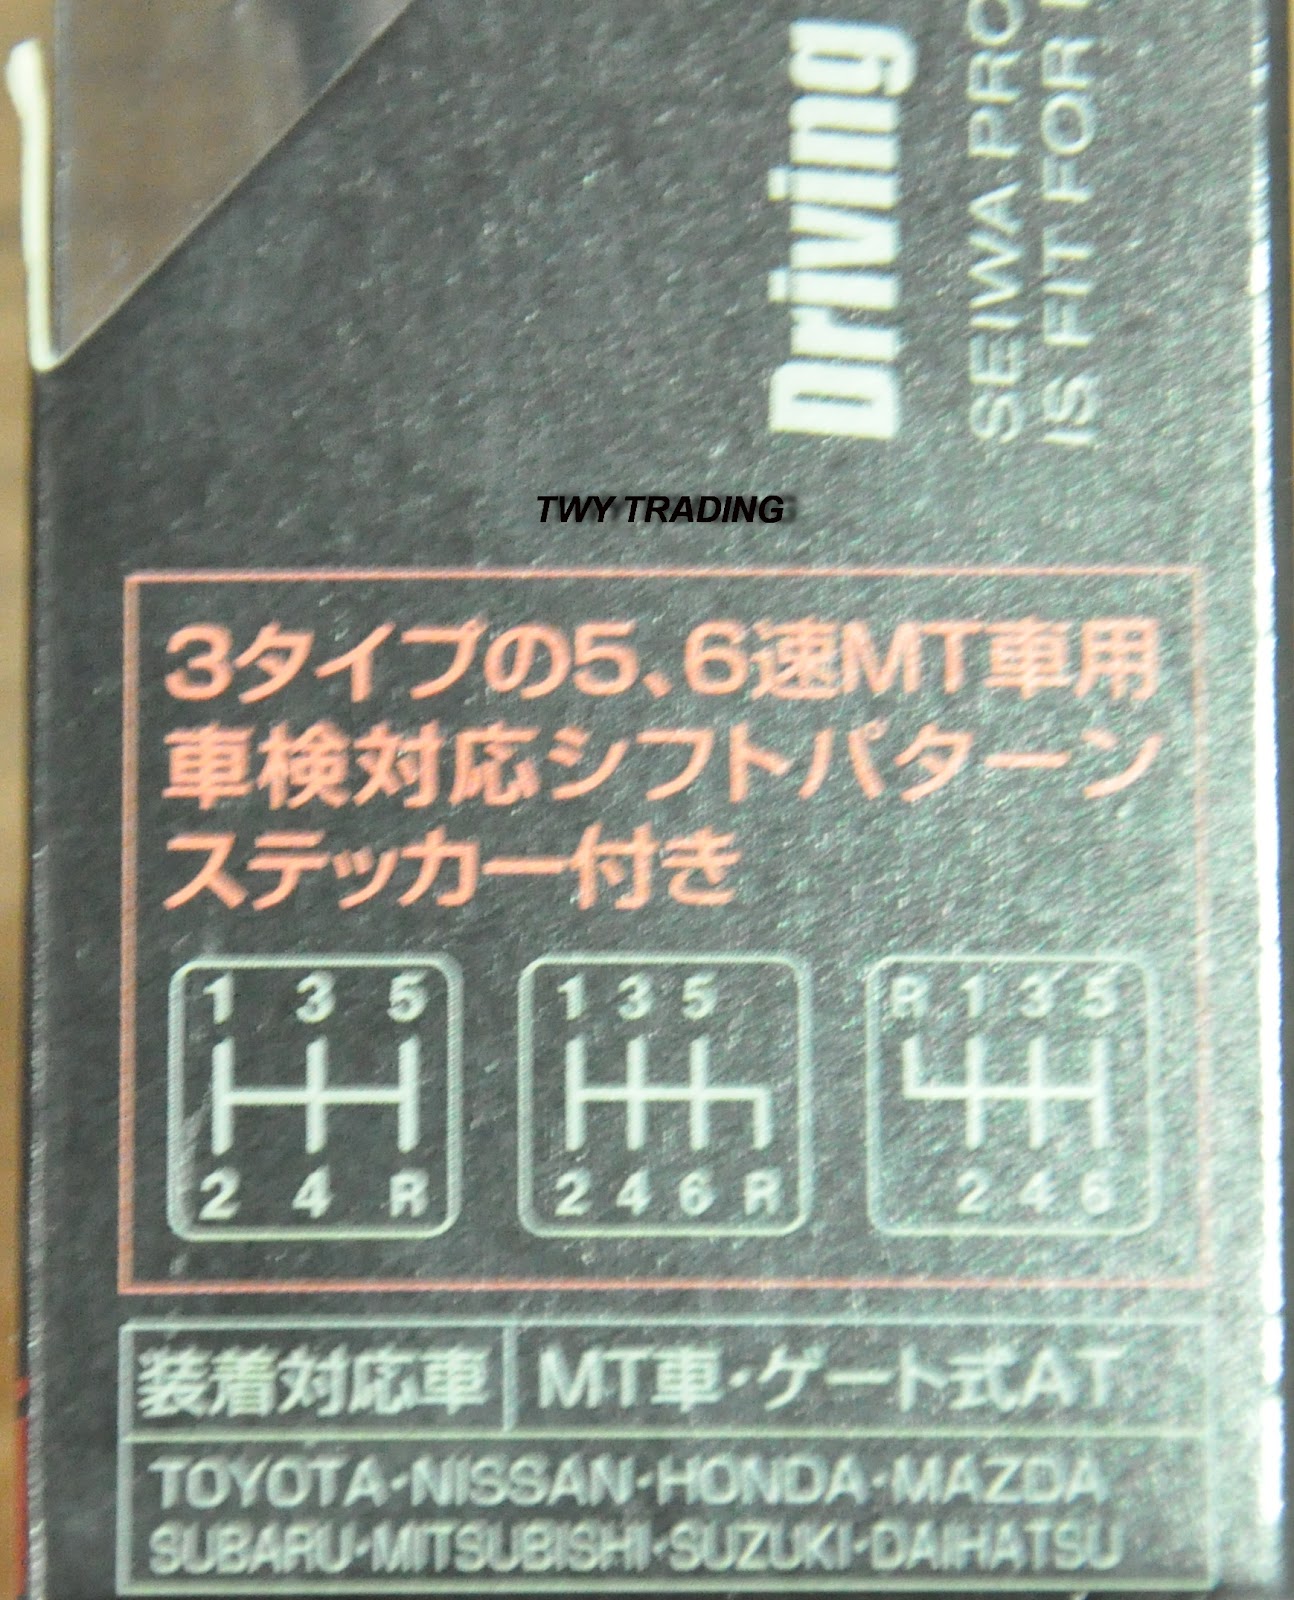 Driving
SEIWA PRO
IS FIT FOR
TWY TRADING
3タイプの5、6速MT車用
車検対応シフトパターン
ステッカー付き
1 3 5
2 4 R
1 3 5
2 4 6 R
R 1 3 5
2 4 6
装着対応車 MT車・ゲート式AT
TOYOTA・NISSAN・HONDA・MAZDA
SUBARU・MITSUBISHI・SUZUKI・DAIHATSU